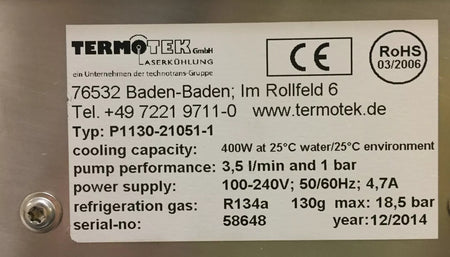 TERMOTEK GmbH
LASERKÜHLUNG
ein Unternehmen der technotrans-Gruppe
CE
RoHS
03/2006
76532 Baden-Baden; Im Rollfeld 6
Tel. +49 7221 9711-0 www.termotek.de
Typ: P1130-21051-1
cooling capacity: 400W at 25°C water/25°C environment
pump performance: 3,5 l/min and 1 bar
power supply: 100-240V; 50/60Hz; 4,7A
refrigeration gas: R134a 130g max: 18,5 bar
serial-no: 58648 year:12/2014